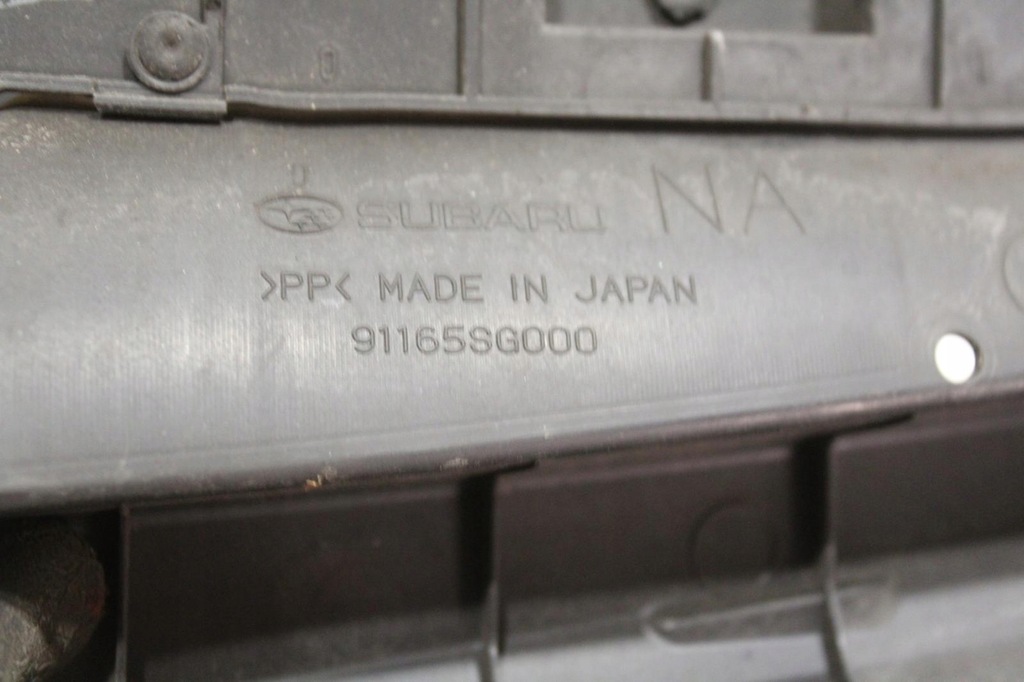 SUBARU NA
>PP< MADE IN JAPAN
91165SG000